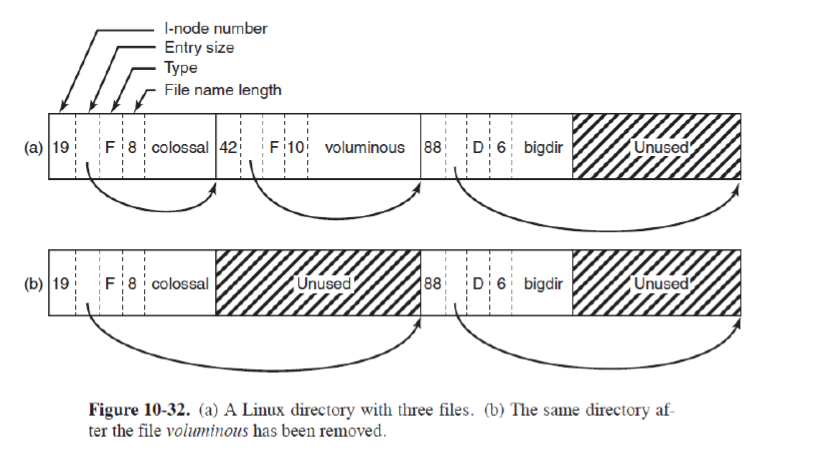 I-node number
Entry size
Type
File name length
(a) 19 F 8 colossal 42 F 10 voluminous 88 D 6 bigdir Unused
(b) 19 F 8 colossal Unused 88 D 6 bigdir Unused
Figure 10-32. (a) A Linux directory with three files. (b) The same directory af-
ter the file voluminous has been removed.